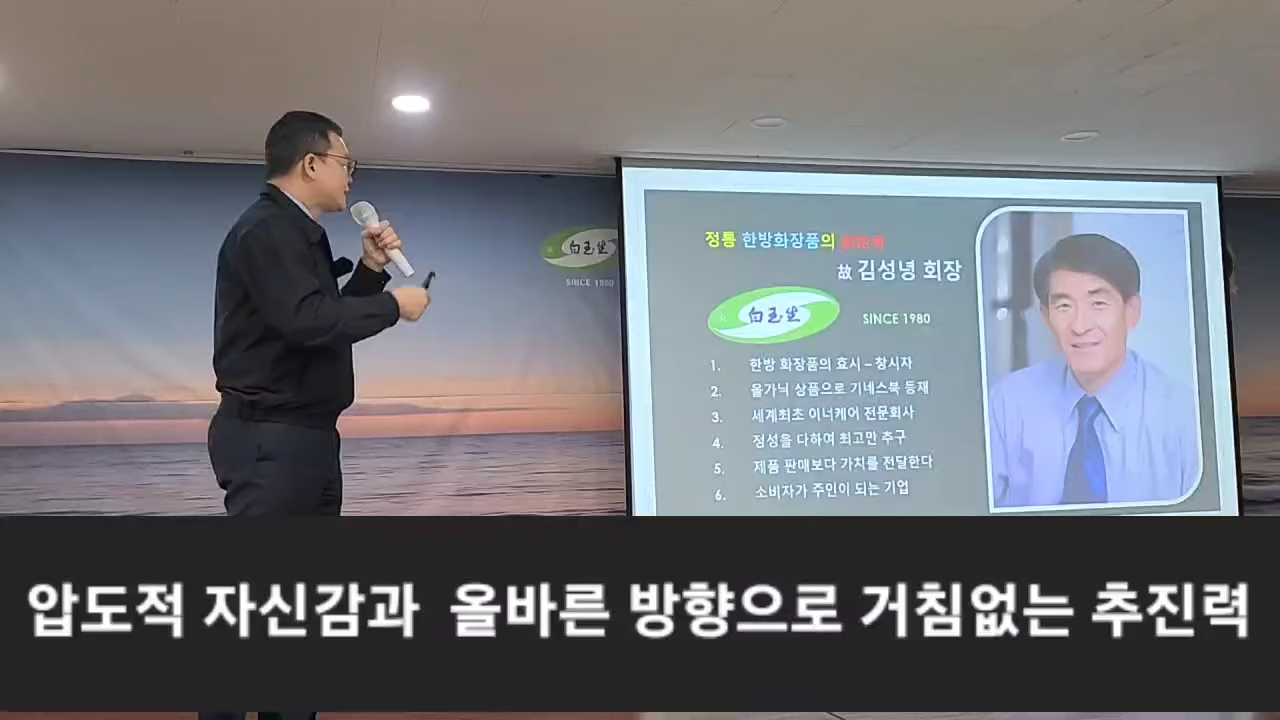 白玉生
SINCE 1980
정통 한방화장품의
故 김성녕 회장
白玉生
SINCE 1980
1. 한방 화장품의 효시 – 창시자
2. 올가닉 상품으로 기네스북 등재
3. 세계최초 이너케어 전문회사
4. 정성을 다하여 최고만 추구
5. 제품 판매보다 가치를 전달한다
6. 소비자가 주인이 되는 기업
압도적 자신감과 올바른 방향으로 거침없는 추진력